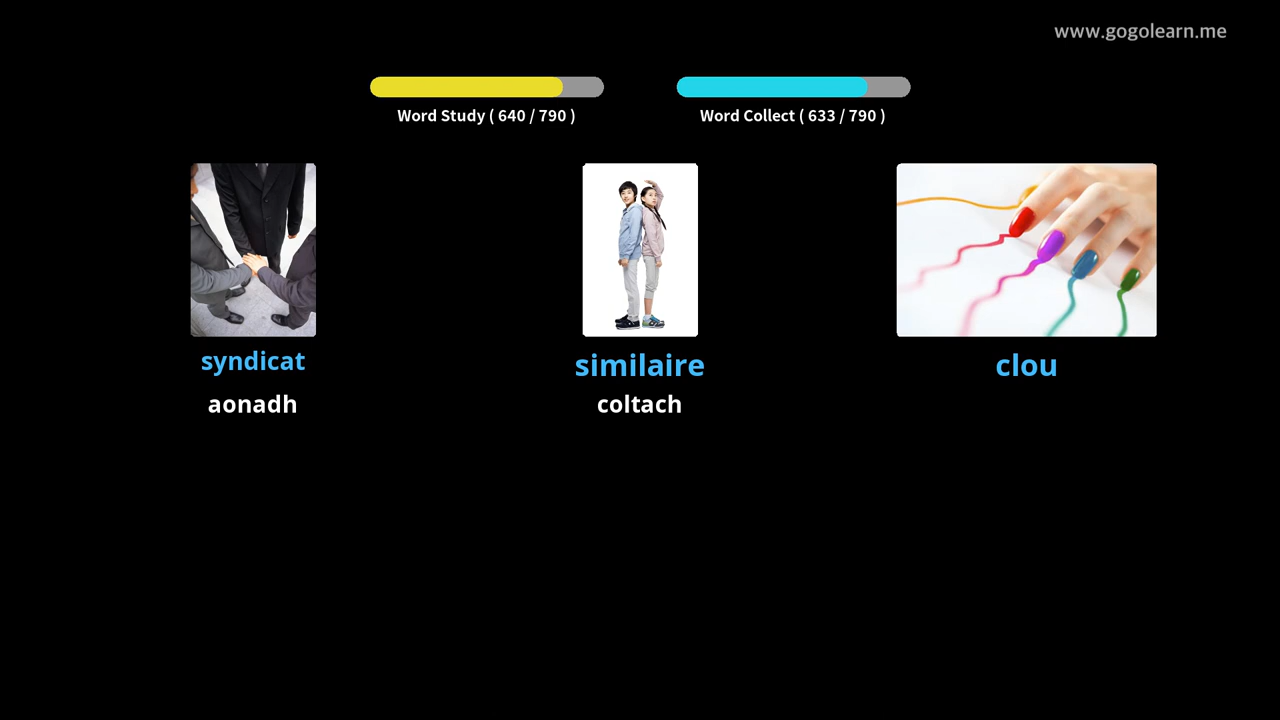 www.gogolearn.me
Word Study ( 640 / 790 )
Word Collect ( 633 / 790 )
syndicat
similaire
clou
aonadh
coltach